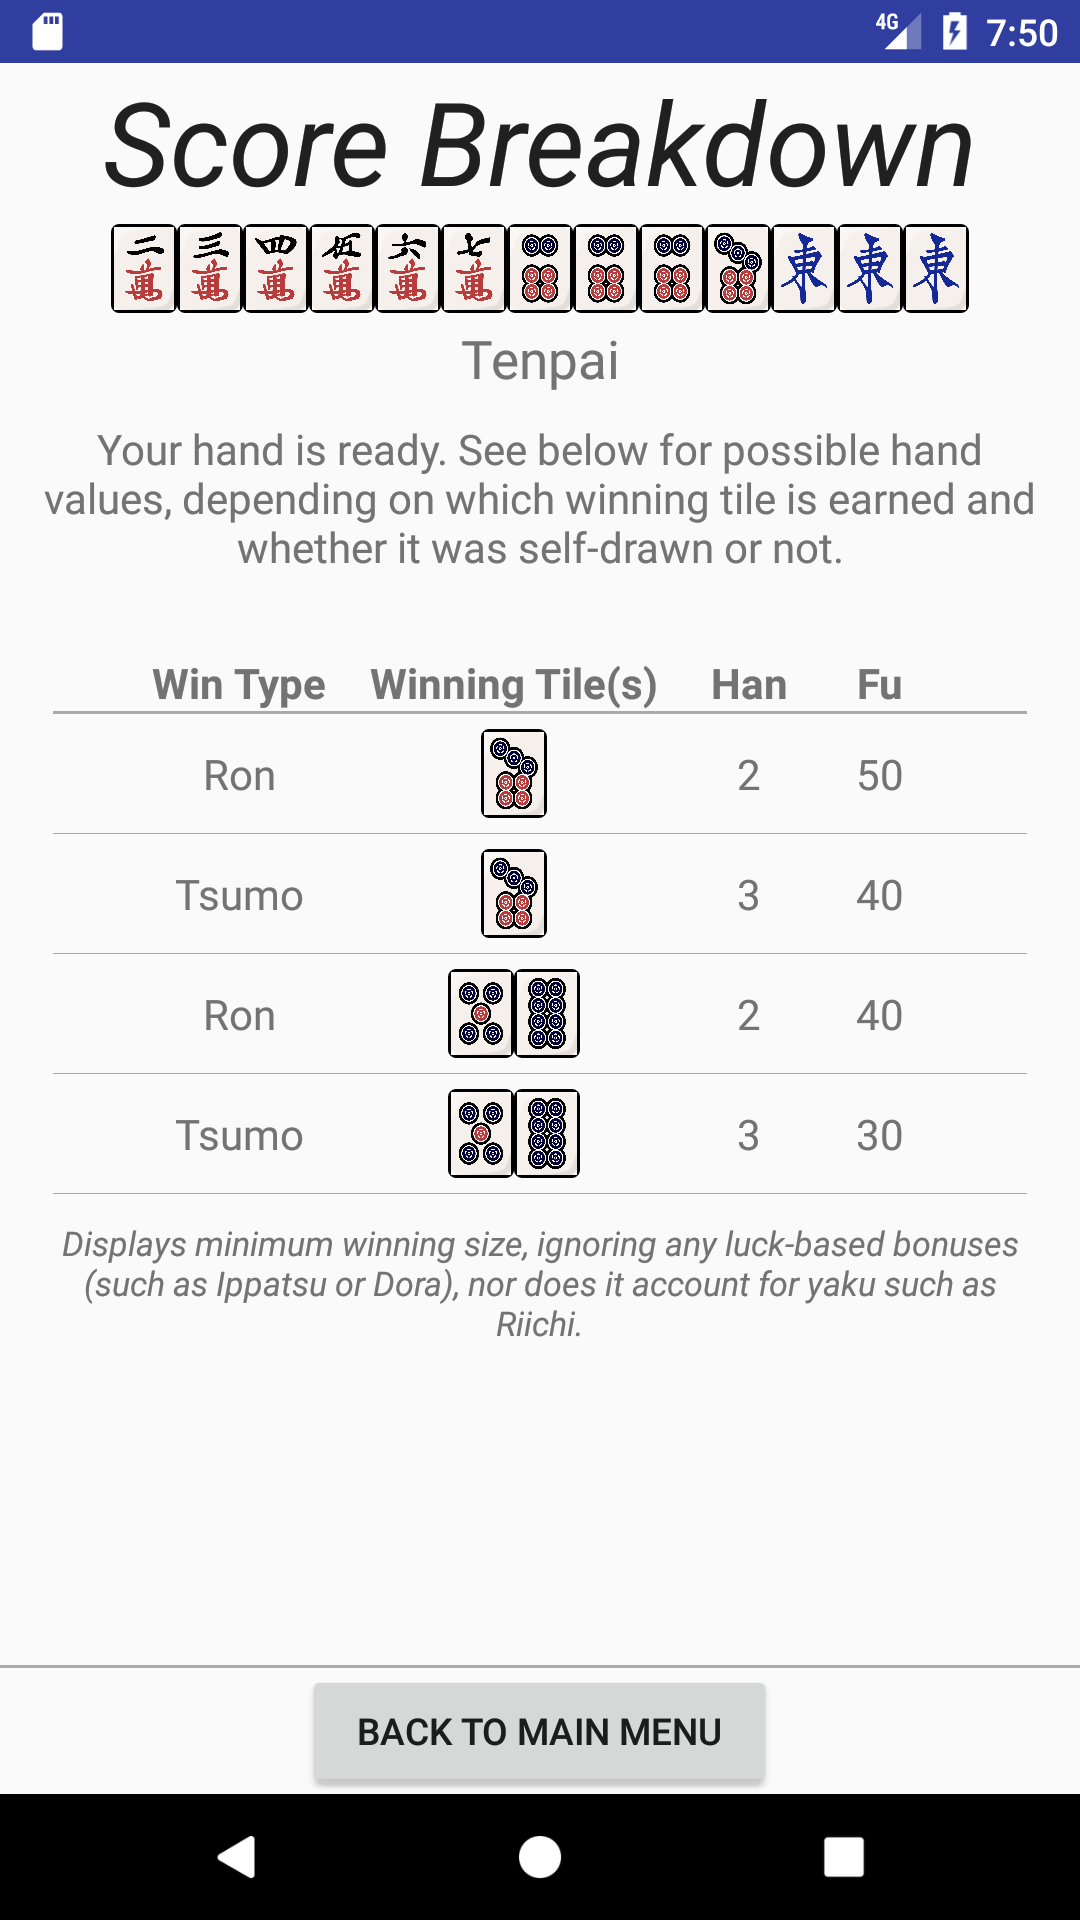 4G 7:50
Score Breakdown
二 三 四 伍 六 七 東 東 東
萬 萬 萬 萬 萬 萬
Tenpai
Your hand is ready. See below for possible hand
values, depending on which winning tile is earned and
whether it was self-drawn or not.
Win Type Winning Tile(s) Han Fu
Ron 2 50
Tsumo 3 40
Ron 2 40
Tsumo 3 30
Displays minimum winning size, ignoring any luck-based bonuses
(such as Ippatsu or Dora), nor does it account for yaku such as
Riichi.
BACK TO MAIN MENU